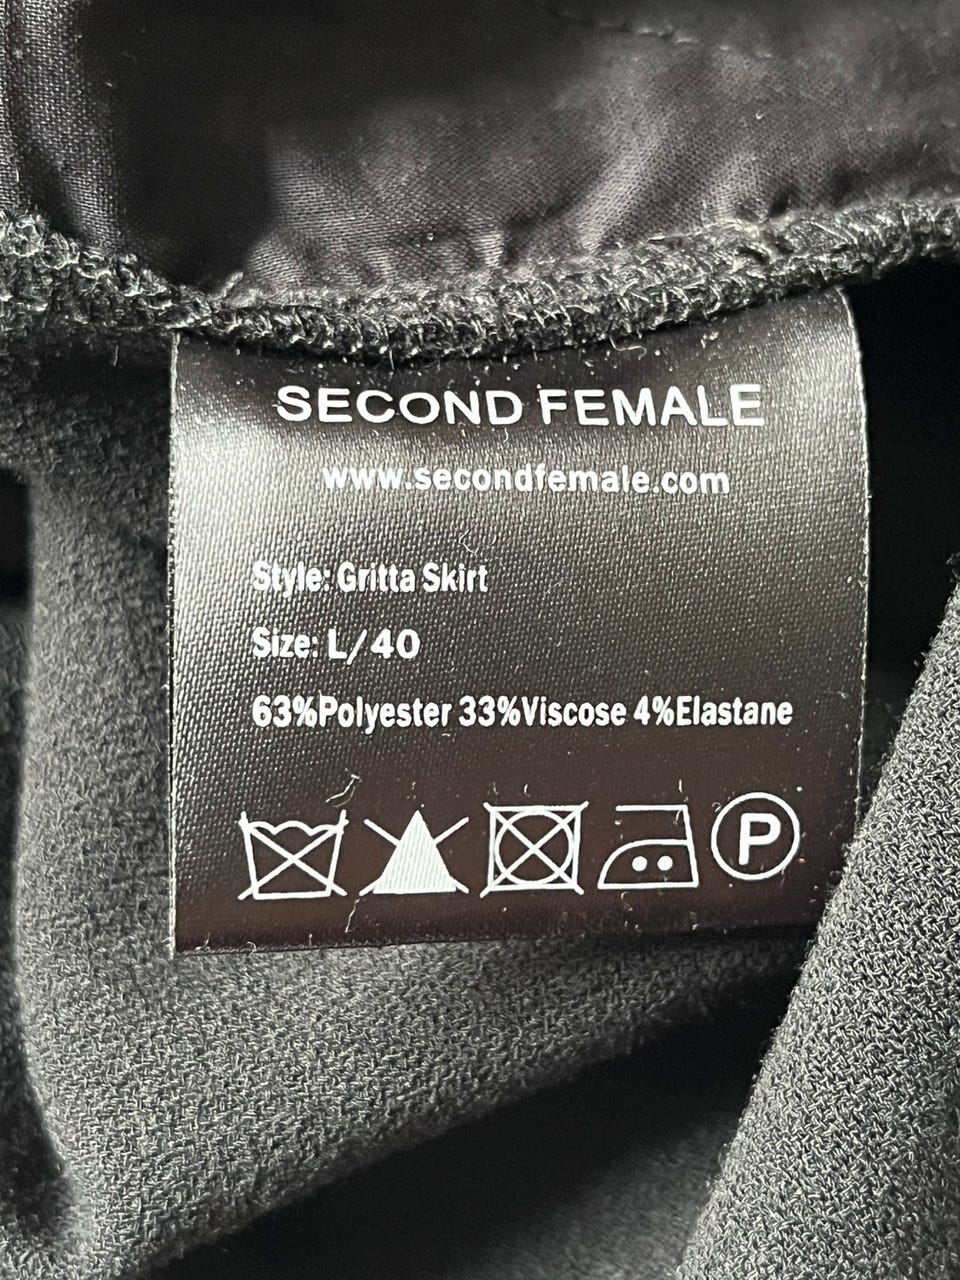 SECOND FEMALE
www.secondfemale.com
Style: Gritta Skirt
Size: L/40
63%Polyester 33%Viscose 4%Elastane
P